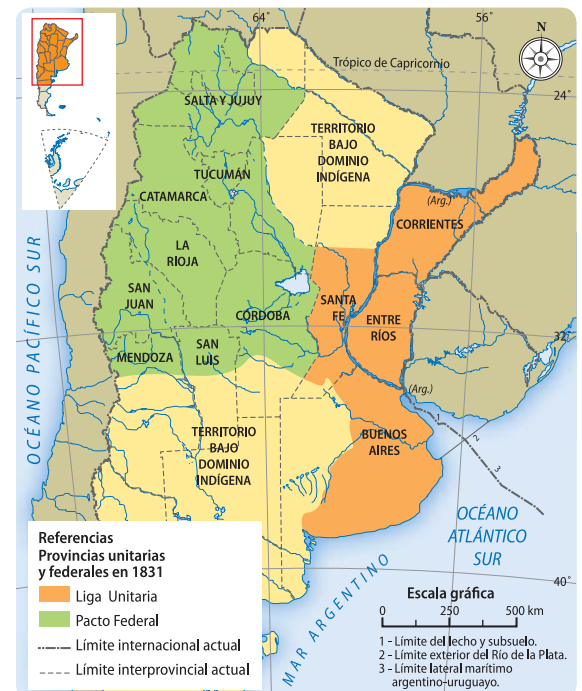 64°
56°
N
Trópico de Capricornio
24°
SALTA Y JUJUY
TERRITORIO
BAJO
DOMINIO
INDÍGENA
TUCUMÁN
CATAMARCA
(Arg.)
CORRIENTES
LA
RIOJA
SAN
JUAN
CÓRDOBA
SANTA
FE
ENTRE
RÍOS
32°
MENDOZA
SAN
LUIS
(Arg.)
OCÉANO PACÍFICO SUR
TERRITORIO
BAJO
DOMINIO
INDÍGENA
BUENOS
AIRES
1
2
3
OCÉANO
ATLÁNTICO
SUR
MAR ARGENTINO
40°
Referencias
Provincias unitarias
y federales en 1831
Liga Unitaria
Pacto Federal
Límite internacional actual
Límite interprovincial actual
Escala gráfica
0 250 500 km
1 - Límite del lecho y subsuelo.
2 - Límite exterior del Río de la Plata.
3 - Límite lateral marítimo
argentino-uruguayo.